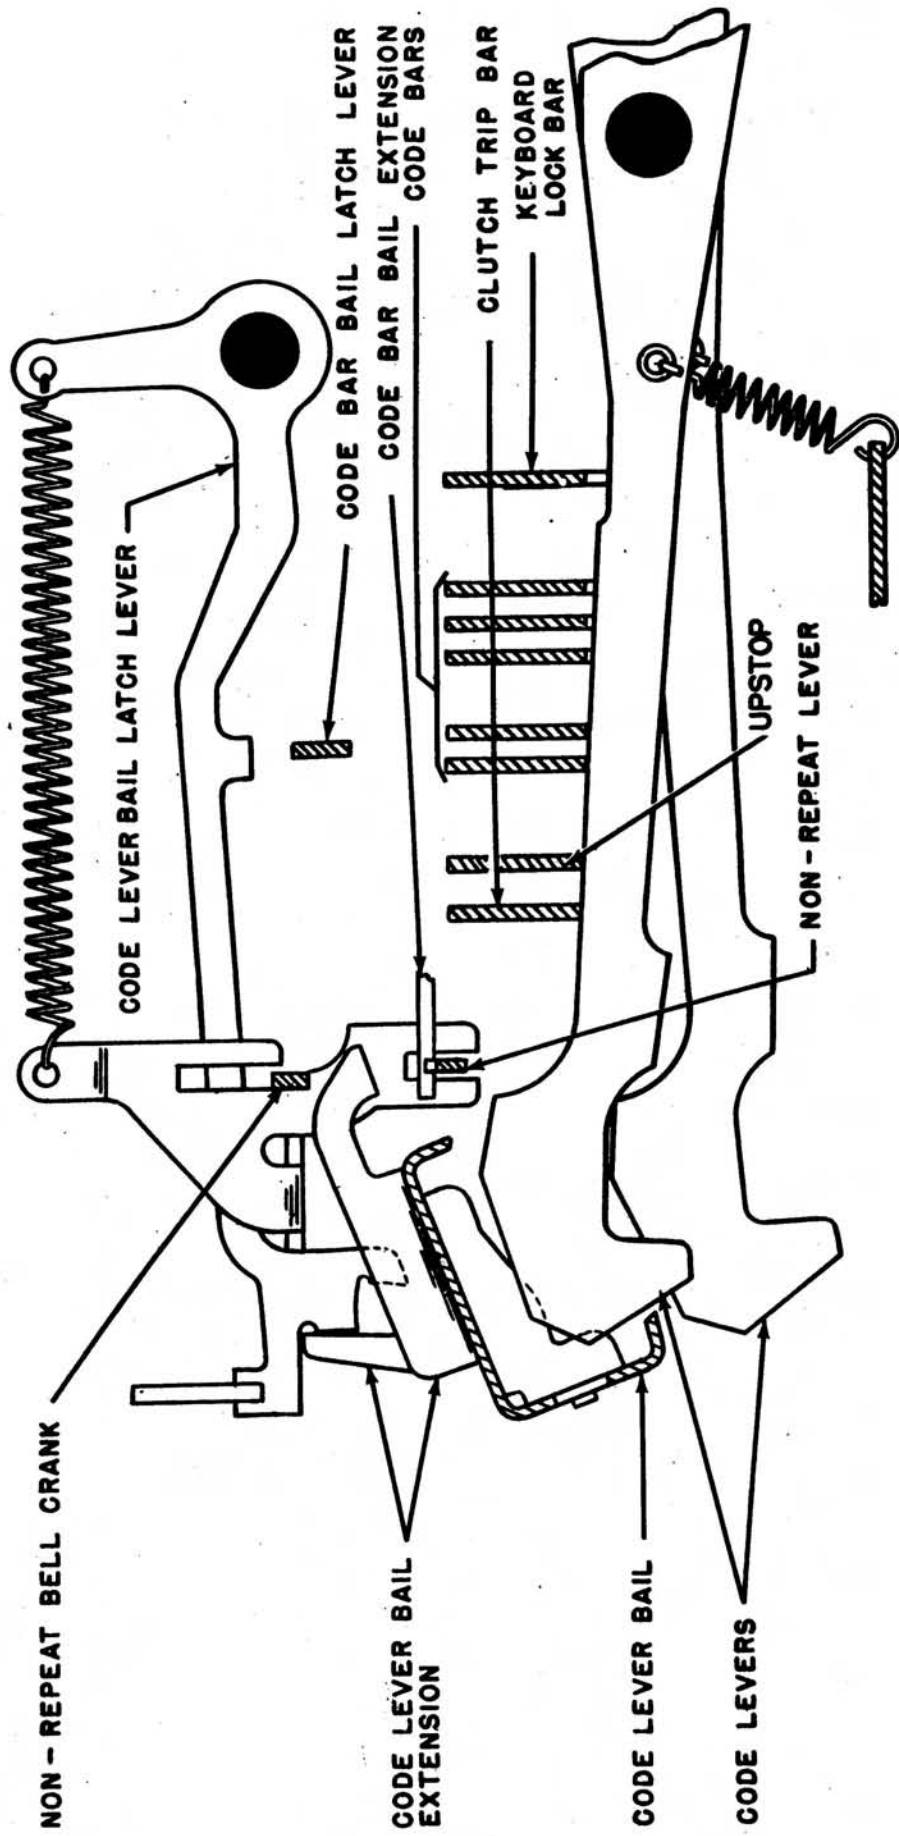 NON-REPEAT BELL CRANK
CODE LEVER BAIL LATCH LEVER
CODE BAR BAIL LATCH LEVER
CODE BAR BAIL EXTENSION
CODE BARS
CLUTCH TRIP BAR
KEYBOARD
LOCK BAR
UPSTOP
NON-REPEAT LEVER
CODE LEVER BAIL
EXTENSION
CODE LEVER BAIL
CODE LEVERS